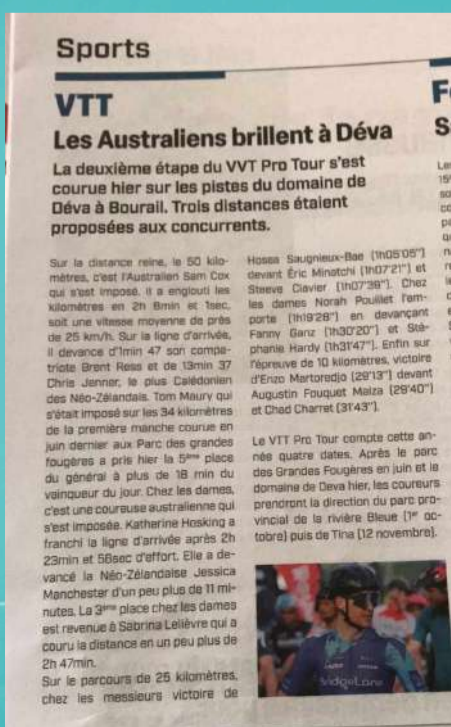 Sports
VTT
Les Australiens brillent à Déva
La deuxième étape du VVT Pro Tour s'est
courue hier sur les pistes du domaine de
Déva à Bourail. Trois distances étaient
proposées aux concurrents.
Sur la distance reine, le 50 kilo-
mètres, c'est l'Australien Sam Cox
qui s'est imposé. Il a englouti les
kilomètres en 2h 8min et 1sec,
soit une vitesse moyenne de près
de 25 km/h. Sur la ligne d'arrivée,
il devance d'1min 47 son compa-
triote Brent Rees et de 13min 37
Chris Jenner, le plus Calédonien
des Néo-Zélandais. Tom Maury qui
s'était imposé sur les 34 kilomètres
de la première manche courue en
juin dernier aux Parc des grandes
fougères a pris hier la 5ème place
du général à plus de 18 min du
vainqueur du jour. Chez les dames,
c'est une coureuse australienne qui
s'est imposée. Katherine Hosking a
franchi la ligne d'arrivée après 2h
23min et 56sec d'effort. Elle a de-
vancé la Néo-Zélandaise Jessica
Manchester d'un peu plus de 11 mi-
nutes. La 3ème place chez les dames
est revenue à Sabrina Lelièvre qui a
couru la distance en un peu plus de
2h 47min.
Sur le parcours de 25 kilomètres,
chez les messieurs victoire de
Hosea Saugnieux-Bae (1h05'05")
devant Éric Minatchi (1h07'21") et
Steeve Clavier (1h07'39"). Chez
les dames Norah Pouillet l'em-
porte (1h19'28") en devançant
Fanny Ganz (1h30'20") et Sté-
phanie Hardy (1h31'47"). Enfin sur
l'épreuve de 10 kilomètres, victoire
d'Enzo Martoredjo (29'13") devant
Augustin Fouquet Maiza (29'40")
et Chad Charret (31'43").
Le VTT Pro Tour compte cette an-
née quatre dates. Après le parc
des Grandes Fougères en juin et le
domaine de Deva hier, les coureurs
prendront la direction du parc pro-
vincial de la rivière Bleue (1er oc-
tobre) puis de Tina (12 novembre).